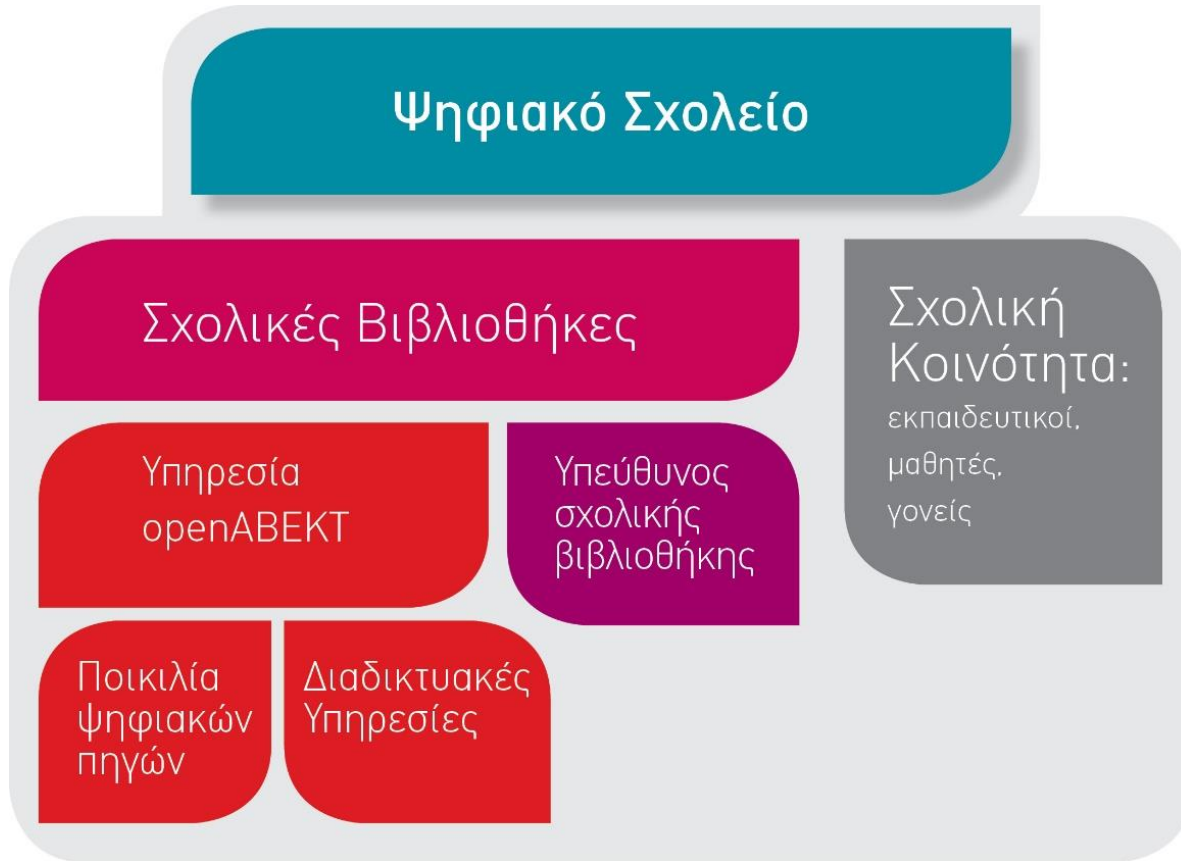 Ψηφιακό Σχολείο
Σχολικές Βιβλιοθήκες
Σχολική
Κοινότητα:
εκπαιδευτικοί,
μαθητές,
γονείς
Υπηρεσία
openABEKT
Υπεύθυνος
σχολικής
βιβλιοθήκης
Ποικιλία
ψηφιακών
πηγών
Διαδικτυακές
Υπηρεσίες